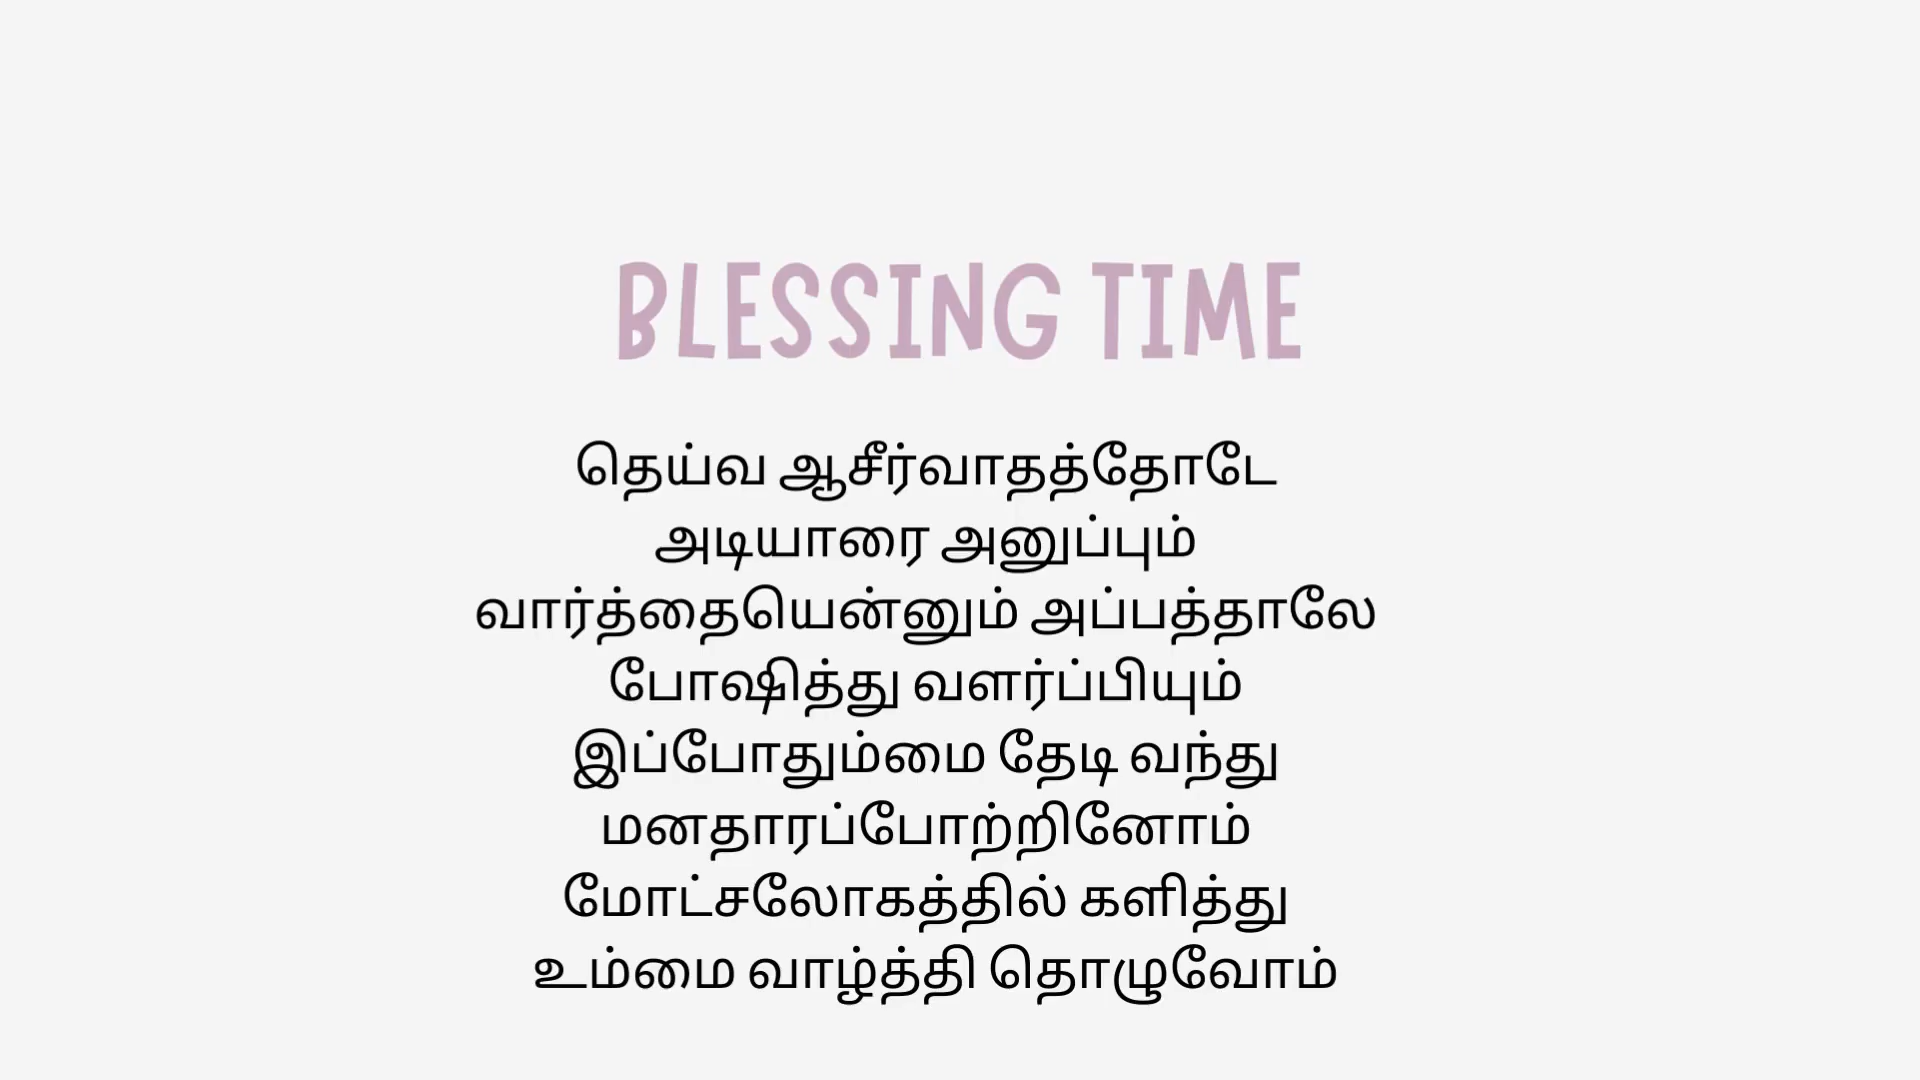 BLESSING TIME
தெய்வ ஆசீர்வாதத்தோடே
அடியாரை அனுப்பும்
வார்த்தையென்னும் அப்பத்தாலே
போஷித்து வளர்ப்பியும்
இப்போதும்மை தேடி வந்து
மனதாரப்போற்றினோம்
மோட்சலோகத்தில் களித்து
உம்மை வாழ்த்தி தொழுவோம்